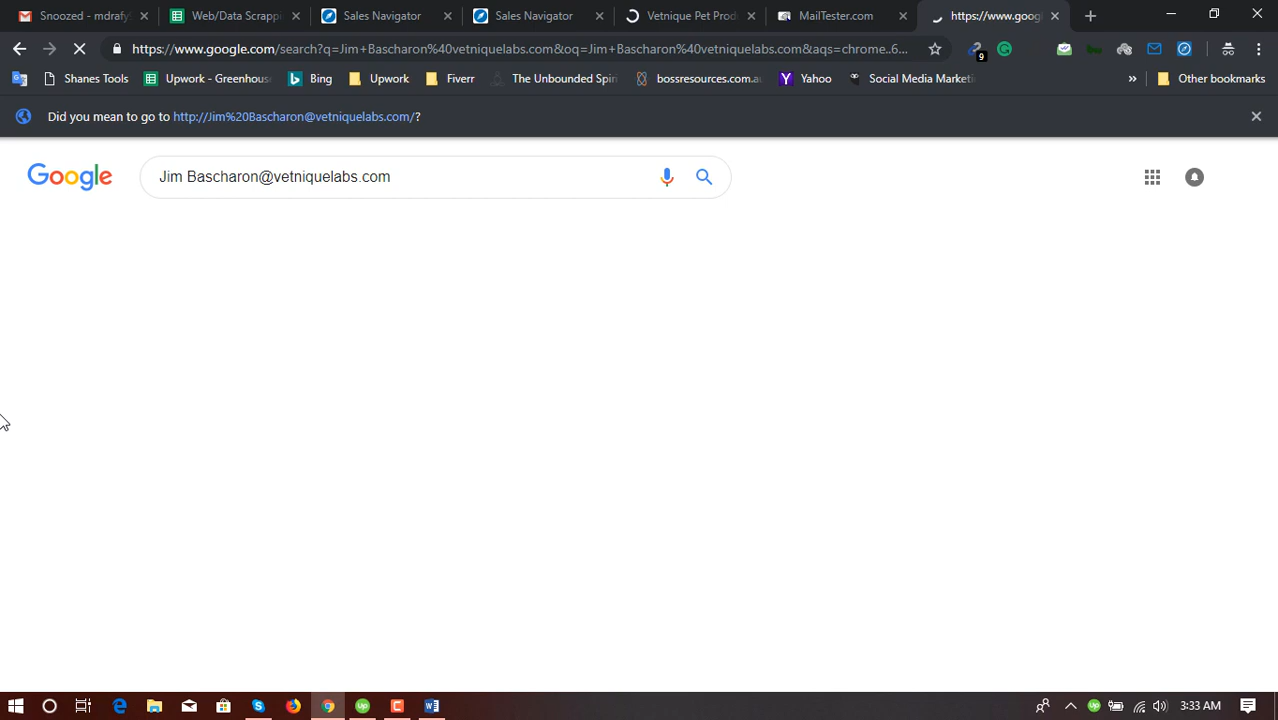 Snoozed - mdrafy
Web/Data Scrappi
Sales Navigator
Sales Navigator
Vetnique Pet Prod
MailTester.com
https://www.googl
https://www.google.com/search?q=Jim+Bascharon%40vetniquelabs.com&oq=Jim+Bascharon%40vetniquelabs.com&aqs=chrome..6...
9
Shanes Tools
Upwork - Greenhous
Bing
Upwork
Fiverr
The Unbounded Spiri
bossresources.com.au
Yahoo
Social Media Marketi
»
Other bookmarks
Did you mean to go to http://Jim%20Bascharon@vetniquelabs.com/?
Google
Jim Bascharon@vetniquelabs.com
3:33 AM